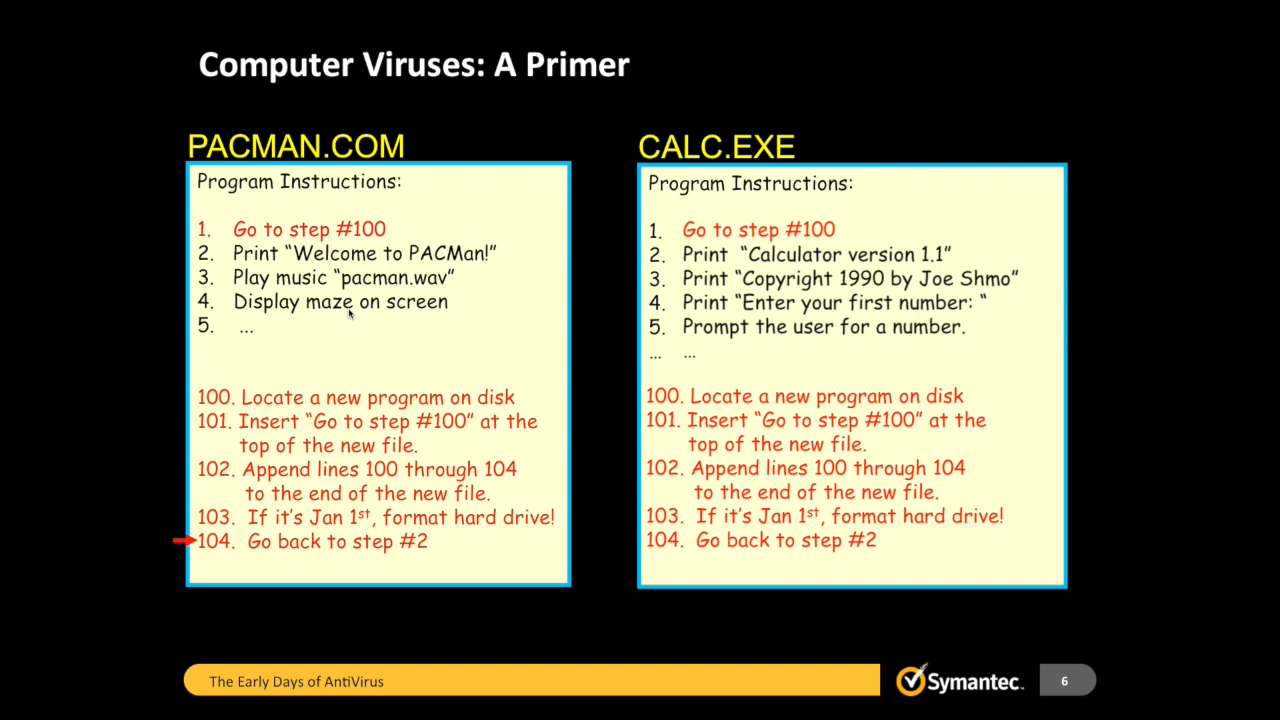 Computer Viruses: A Primer
PACMAN.COM
Program Instructions:
1. Go to step #100
2. Print “Welcome to PACMan!”
3. Play music “pacman.wav”
4. Display maze on screen
5. ...
100. Locate a new program on disk
101. Insert “Go to step #100” at the
top of the new file.
102. Append lines 100 through 104
to the end of the new file.
103. If it’s Jan 1st, format hard drive!
104. Go back to step #2
CALC.EXE
Program Instructions:
1. Go to step #100
2. Print “Calculator version 1.1”
3. Print “Copyright 1990 by Joe Shmo”
4. Print “Enter your first number: “
5. Prompt the user for a number.
... ...
100. Locate a new program on disk
101. Insert “Go to step #100” at the
top of the new file.
102. Append lines 100 through 104
to the end of the new file.
103. If it’s Jan 1st, format hard drive!
104. Go back to step #2
The Early Days of AntiVirus
Symantec.
6